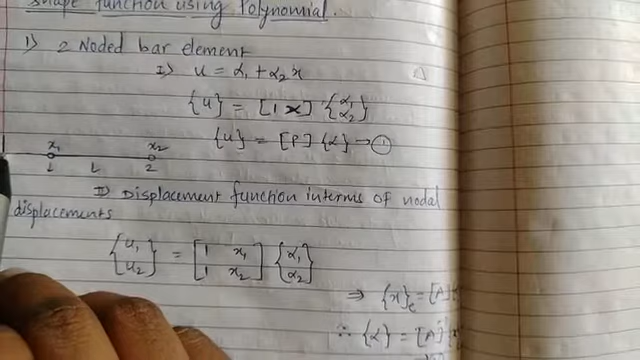 Shape function using Polynomial.
1) 2 Noded bar element
I) u = α₁ + α₂x
{u} = [1 x] {α₁ α₂}
{u} = [P] {α} → ①
x₁ x₂
1 L 2
II) Displacement function interms of nodal
displacements
{u₁ u₂} = [1 x₁ 1 x₂] {α₁ α₂}
⇒ {x}e = [A]
∴ {α} = [A]